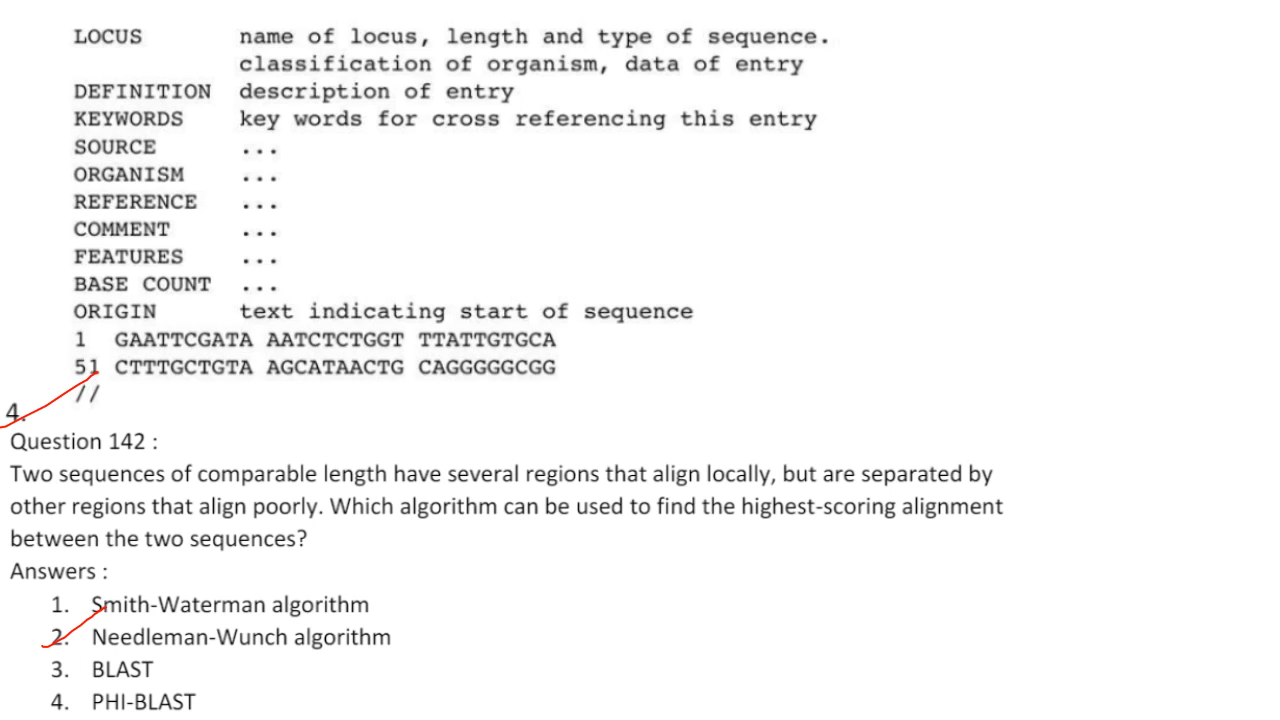 LOCUS name of locus, length and type of sequence.
classification of organism, data of entry
DEFINITION description of entry
KEYWORDS key words for cross referencing this entry
SOURCE ...
ORGANISM ...
REFERENCE ...
COMMENT ...
FEATURES ...
BASE COUNT ...
ORIGIN text indicating start of sequence
1 GAATTCGATA AATCTCTGGT TTATTGTGCA
51 CTTTGCTGTA AGCATAACTG CAGGGGGCGG
//
4.
Question 142 :
Two sequences of comparable length have several regions that align locally, but are separated by
other regions that align poorly. Which algorithm can be used to find the highest-scoring alignment
between the two sequences?
Answers :
1. Smith-Waterman algorithm
2. Needleman-Wunch algorithm
3. BLAST
4. PHI-BLAST